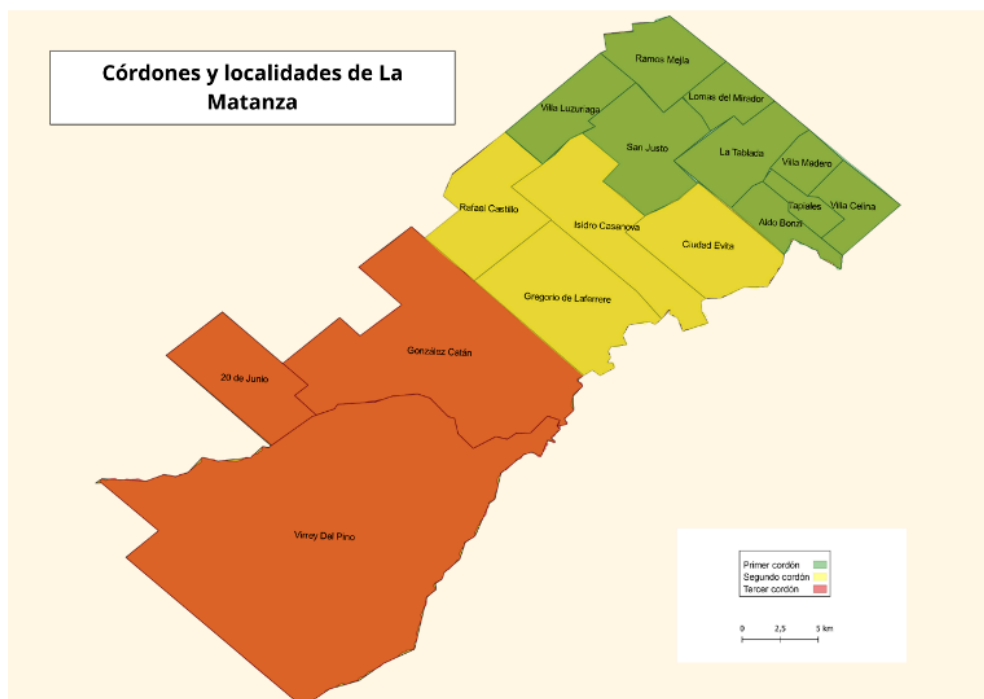 Córdones y localidades de La
Matanza
Ramos Mejía
Lomas del Mirador
Villa Luzuriaga
San Justo
La Tablada
Villa Madero
Tapiales
Villa Celina
Aldo Bonzi
Rafael Castillo
Isidro Casanova
Ciudad Evita
Gregorio de Laferrere
González Catán
20 de Junio
Virrey Del Pino
Primer cordón
Segundo cordón
Tercer cordón
0 2,5 5 km